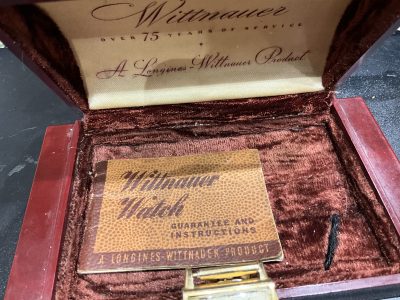 Wittnauer
OVER 75 YEARS OF SERVICE
A Longines-Wittnauer Product
Wittnauer
Watch
GUARANTEE AND
INSTRUCTIONS
A LONGINES-WITTNAUER PRODUCT